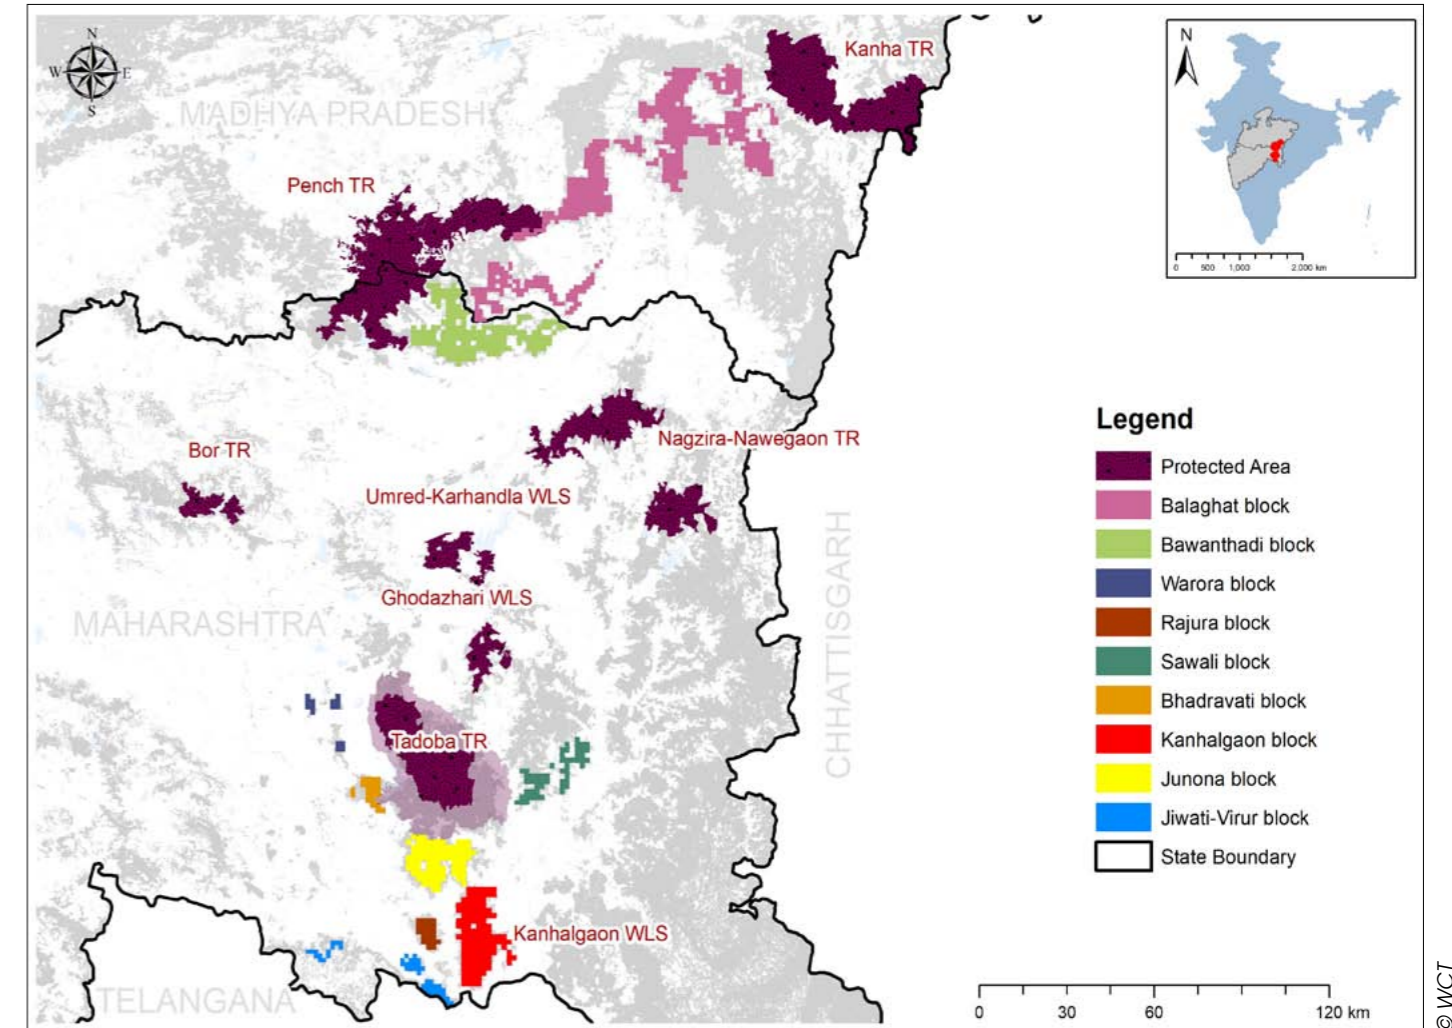 N
W E
S
MADHYA PRADESH
Kanha TR
Pench TR
N
0 500 1,000 2,000 km
Bor TR
Nagzira-Nawegaon TR
Umred-Karhandla WLS
Ghodazhari WLS
MAHARASHTRA
CHHATTISGARH
Tadoba TR
Kanhalgaon WLS
TELANGANA
Legend
Protected Area
Balaghat block
Bawanthadi block
Warora block
Rajura block
Sawali block
Bhadravati block
Kanhalgaon block
Junona block
Jiwati-Virur block
State Boundary
0 30 60 120 km
© WCT